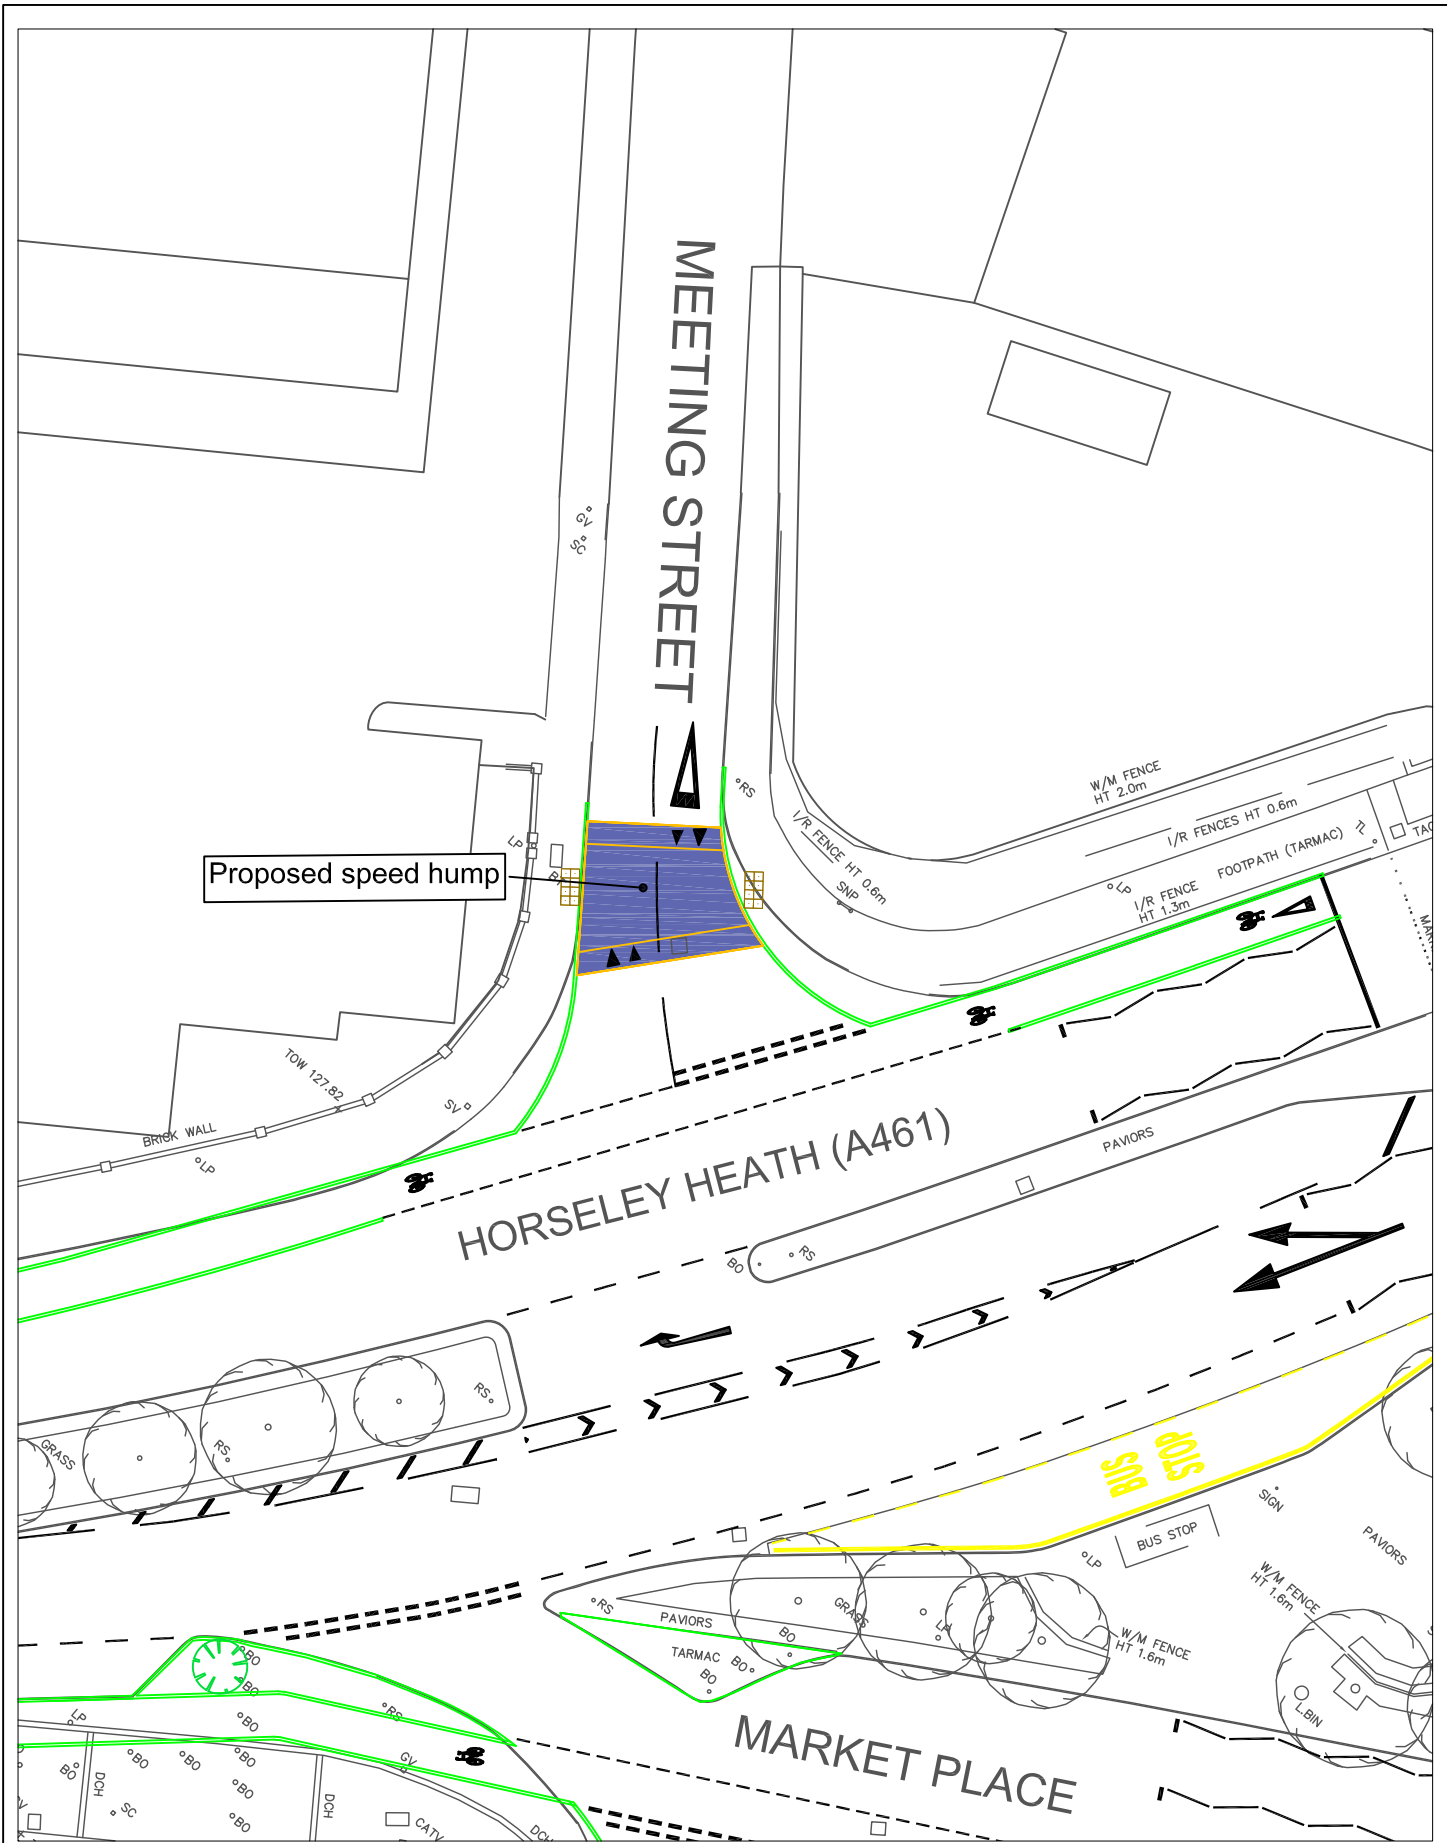 MEETING STREET
GV
SC
RS
LP
BT
Proposed speed hump
I/R FENCE HT 0.6m
SNP
W/M FENCE
HT 2.0m
I/R FENCES HT 0.6m
FOOTPATH (TARMAC)
TL
LP
I/R FENCE
HT 1.3m
TOW 127.82
BRICK WALL
LP
SV
HORSELEY HEATH (A461)
PAVIORS
BO
RS
RS
RS
GRASS
BUS
STOP
BUS STOP
SIGN
PAVIORS
LP
W/M FENCE
HT 1.6m
RS
PAVIORS
GRASS
LP
BO
TARMAC
BO
BO
W/M FENCE
HT 1.6m
L.BIN
MARKET PLACE
BO
BO
RS
BO
LP
GV
BO
BO
BO
BO
BO
BO
DCH
SC
DCH
CATV
DCH